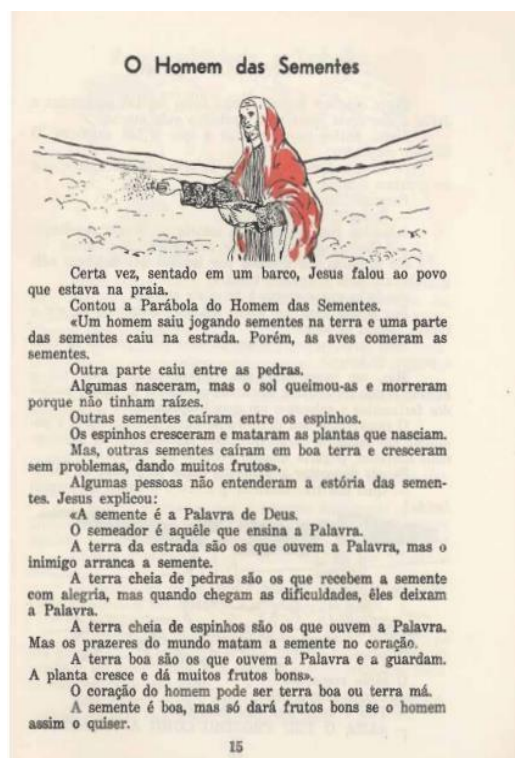 O Homem das Sementes
Certa vez, sentado em um barco, Jesus falou ao povo
que estava na praia.
Contou a Parábola do Homem das Sementes.
«Um homem saiu jogando sementes na terra e uma parte
das sementes caiu na estrada. Porém, as aves comeram as
sementes.
Outra parte caiu entre as pedras.
Algumas nasceram, mas o sol queimou-as e morreram
porque não tinham raízes.
Outras sementes caíram entre os espinhos.
Os espinhos cresceram e mataram as plantas que nasciam.
Mas, outras sementes caíram em boa terra e cresceram
sem problemas, dando muitos frutos».
Algumas pessoas não entenderam a estória das semen-
tes. Jesus explicou:
«A semente é a Palavra de Deus.
O semeador é aquêle que ensina a Palavra.
A terra da estrada são os que ouvem a Palavra, mas o
inimigo arranca a semente.
A terra cheia de pedras são os que recebem a semente
com alegria, mas quando chegam as dificuldades, êles deixam
a Palavra.
A terra cheia de espinhos são os que ouvem a Palavra.
Mas os prazeres do mundo matam a semente no coração.
A terra boa são os que ouvem a Palavra e a guardam.
A planta cresce e dá muitos frutos bons».
O coração do homem pode ser terra boa ou terra má.
A semente é boa, mas só dará frutos bons se o homem
assim o quiser.
15